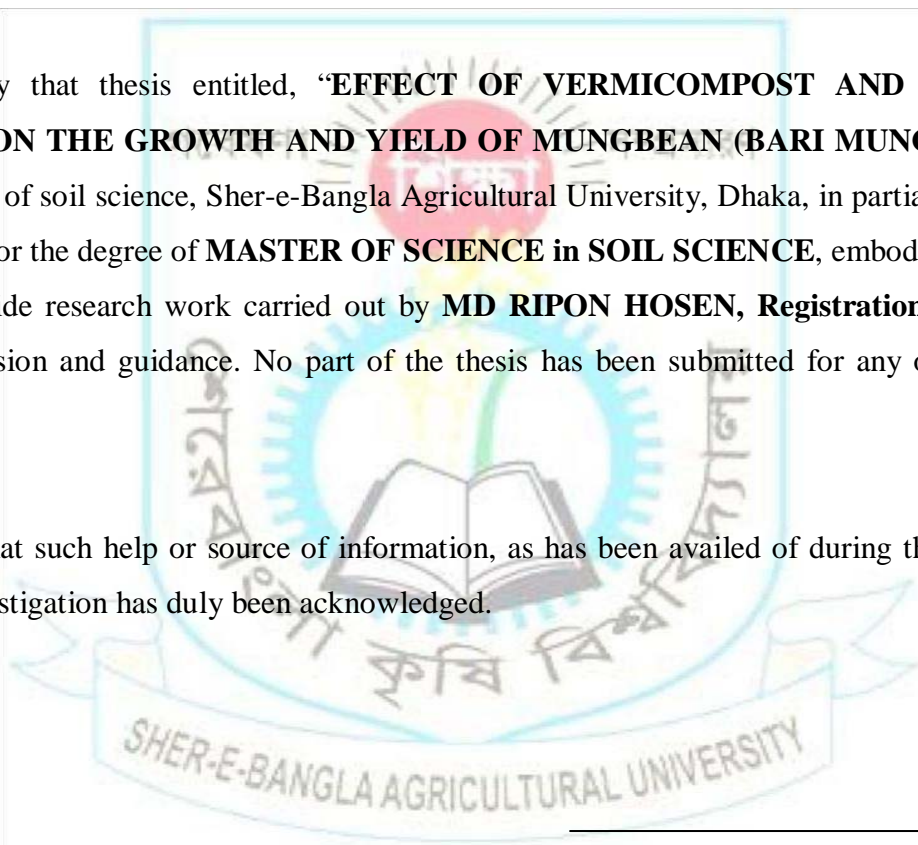 y that thesis entitled, “EFFECT OF VERMICOMPOST AND
ON THE GROWTH AND YIELD OF MUNGBEAN (BARI MUNG
of soil science, Sher-e-Bangla Agricultural University, Dhaka, in partia
or the degree of MASTER OF SCIENCE in SOIL SCIENCE, embod
de research work carried out by MD RIPON HOSEN, Registration
sion and guidance. No part of the thesis has been submitted for any o
at such help or source of information, as has been availed of during th
estigation has duly been acknowledged.
শিক্ষা
শেরেবাংলা কৃষি বিশ্ববিদ্যালয়
SHER-E-BANGLA AGRICULTURAL UNIVERSITY